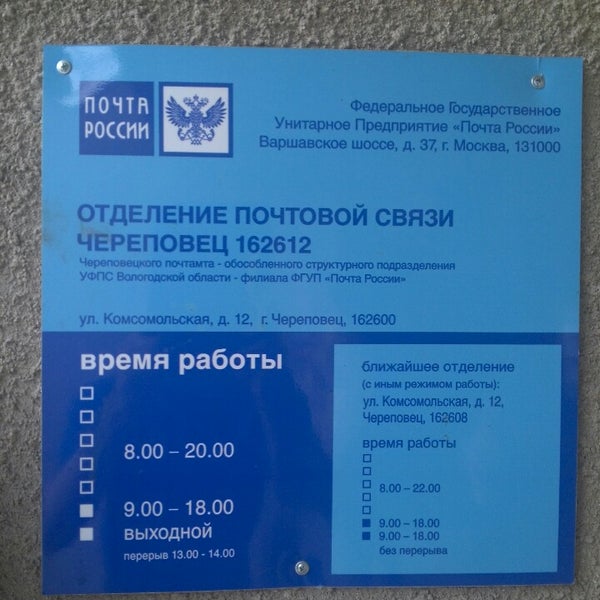 ПОЧТА
РОССИИ
Федеральное Государственное
Унитарное Предприятие «Почта России»
Варшавское шоссе, д. 37, г. Москва, 131000
ОТДЕЛЕНИЕ ПОЧТОВОЙ СВЯЗИ
ЧЕРЕПОВЕЦ 162612
Череповецкого почтамта - обособленного структурного подразделения
УФПС Вологодской области - филиала ФГУП «Почта России»
ул. Комсомольская, д. 12, г. Череповец, 162600
время работы
8.00 – 20.00
9.00 – 18.00
ВЫХОДНОЙ
перерыв 13.00 - 14.00
ближайшее отделение
(с иным режимом работы):
ул. Комсомольская, д. 12,
Череповец, 162608
время работы
8.00 – 22.00
9.00 – 18.00
9.00 – 18.00
без перерыва